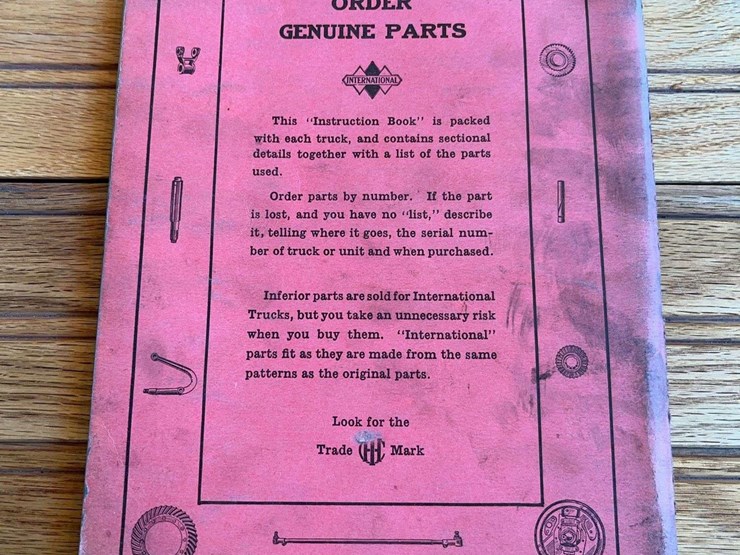 ORDER
GENUINE PARTS
INTERNATIONAL
This "Instruction Book" is packed
with each truck, and contains sectional
details together with a list of the parts
used.
Order parts by number. If the part
is lost, and you have no "list," describe
it, telling where it goes, the serial num-
ber of truck or unit and when purchased.
Inferior parts are sold for International
Trucks, but you take an unnecessary risk
when you buy them. "International"
parts fit as they are made from the same
patterns as the original parts.
Look for the
Trade IHC Mark